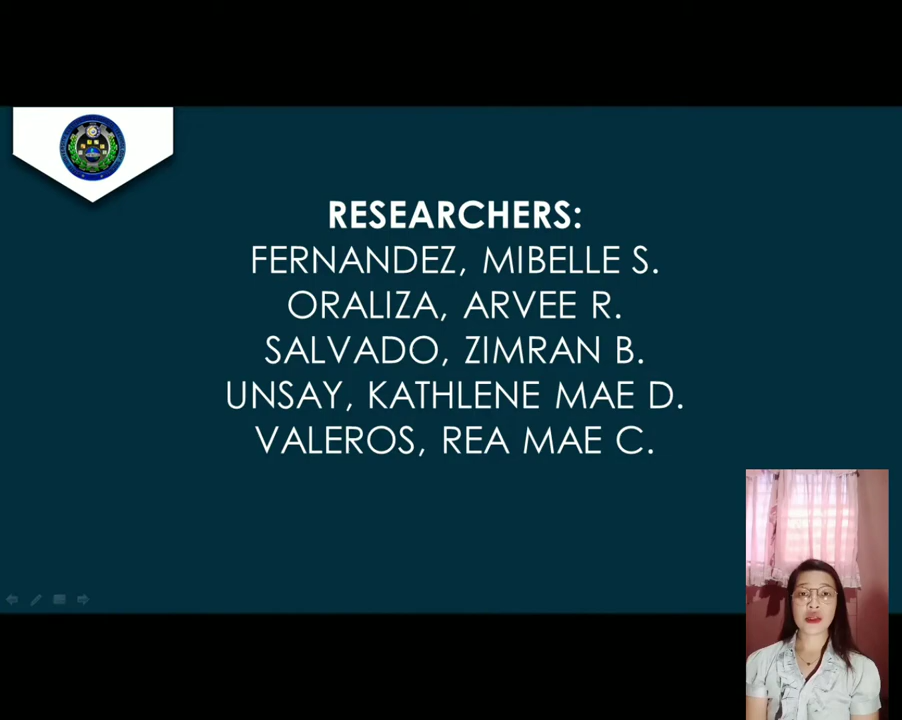 RESEARCHERS:
FERNANDEZ, MIBELLE S.
ORALIZA, ARVEE R.
SALVADO, ZIMRAN B.
UNSAY, KATHLENE MAE D.
VALEROS, REA MAE C.